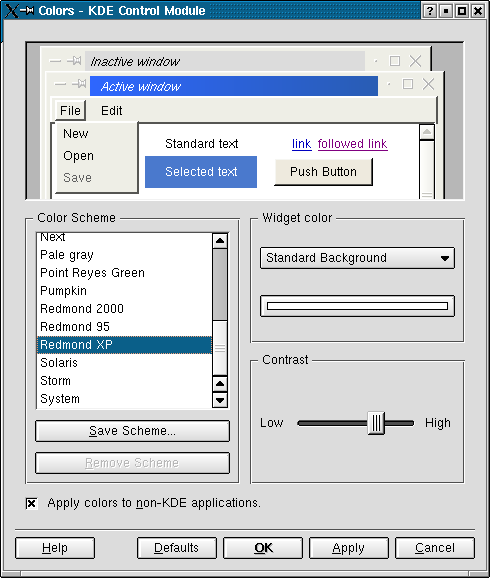 Colors - KDE Control Module
Inactive window
Active window
File Edit
New
Open
Save
Standard text
link followed link
Selected text
Push Button
Color Scheme
Next
Pale gray
Point Reyes Green
Pumpkin
Redmond 2000
Redmond 95
Redmond XP
Solaris
Storm
System
Save Scheme...
Remove Scheme
Widget color
Standard Background
Contrast
Low High
Apply colors to non-KDE applications.
Help Defaults OK Apply Cancel